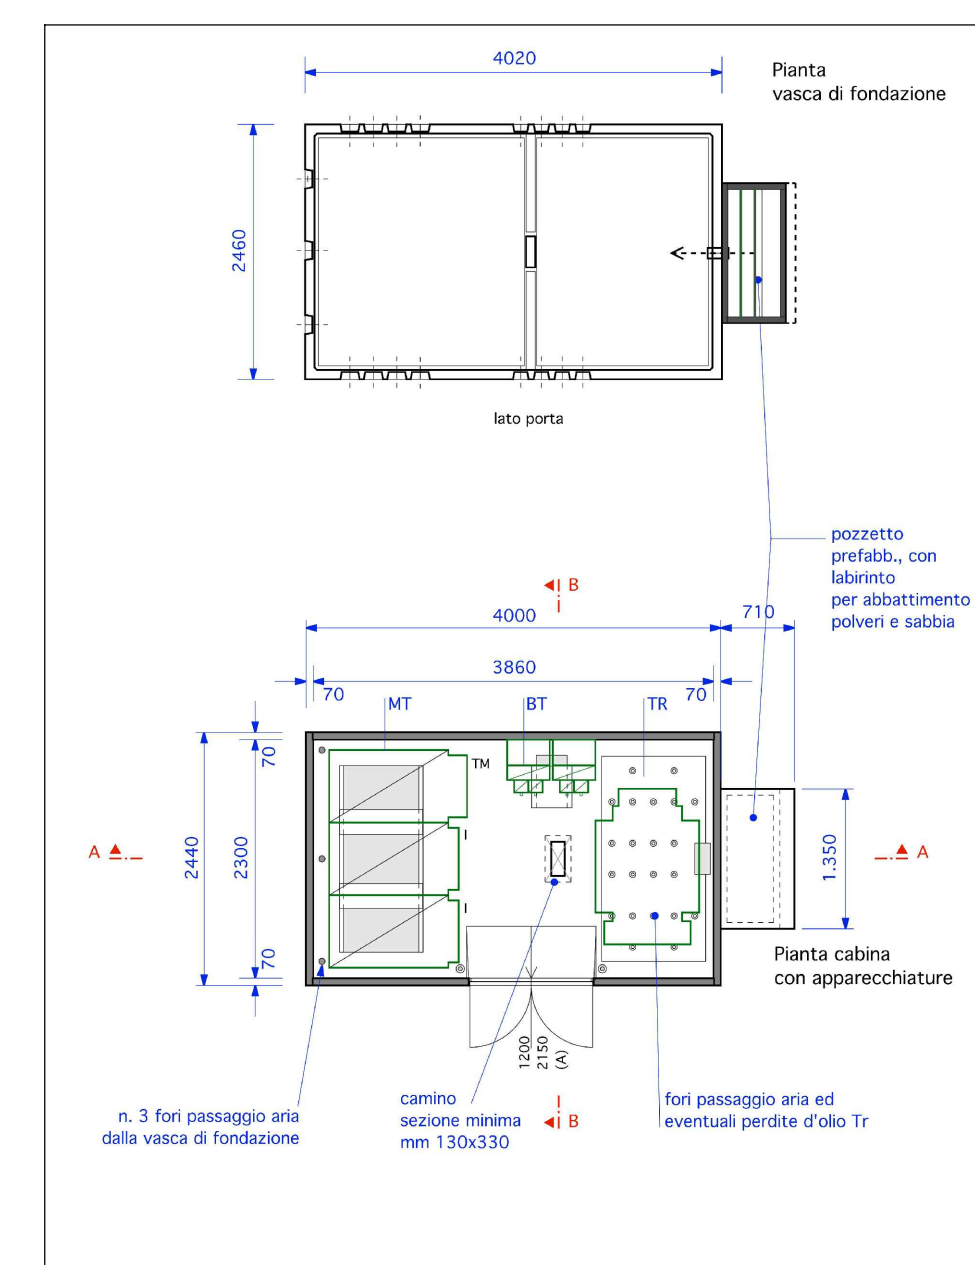 4020
Pianta
vasca di fondazione
2460
lato porta
pozzetto
prefabb., con
labirinto
per abbattimento
polveri e sabbia
B
4000
710
3860
70
70
MT
BT
TR
70
TM
A
2440
2300
1.350
A
70
Pianta cabina
con apparecchiature
1200
2150
(A)
n. 3 fori passaggio aria
dalla vasca di fondazione
camino
sezione minima
mm 130x330
B
fori passaggio aria ed
eventuali perdite d'olio Tr